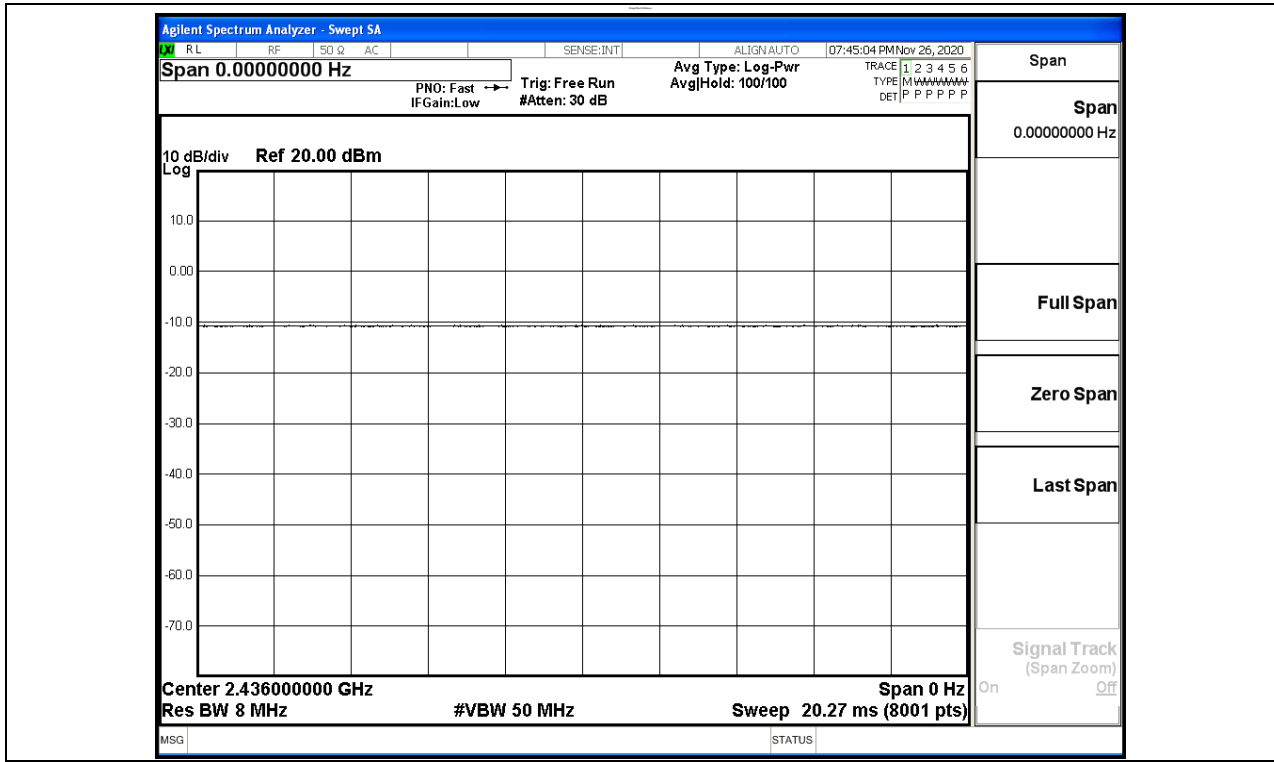 Agilent Spectrum Analyzer - Swept SA
LXI RL RF 50 Ω AC SENSE:INT ALIGN AUTO 07:45:04 PM Nov 26, 2020
Span 0.00000000 Hz
PNO: Fast
IFGain:Low
Trig: Free Run
#Atten: 30 dB
Avg Type: Log-Pwr
Avg|Hold: 100/100
TRACE 1 2 3 4 5 6
TYPE MWWWWW
DET P P P P P P
10 dB/div Ref 20.00 dBm
Log
10.0
0.00
-10.0
-20.0
-30.0
-40.0
-50.0
-60.0
-70.0
Center 2.436000000 GHz Span 0 Hz
Res BW 8 MHz #VBW 50 MHz Sweep 20.27 ms (8001 pts)
MSG STATUS
Span
Span
0.00000000 Hz
Full Span
Zero Span
Last Span
Signal Track
(Span Zoom)
On Off